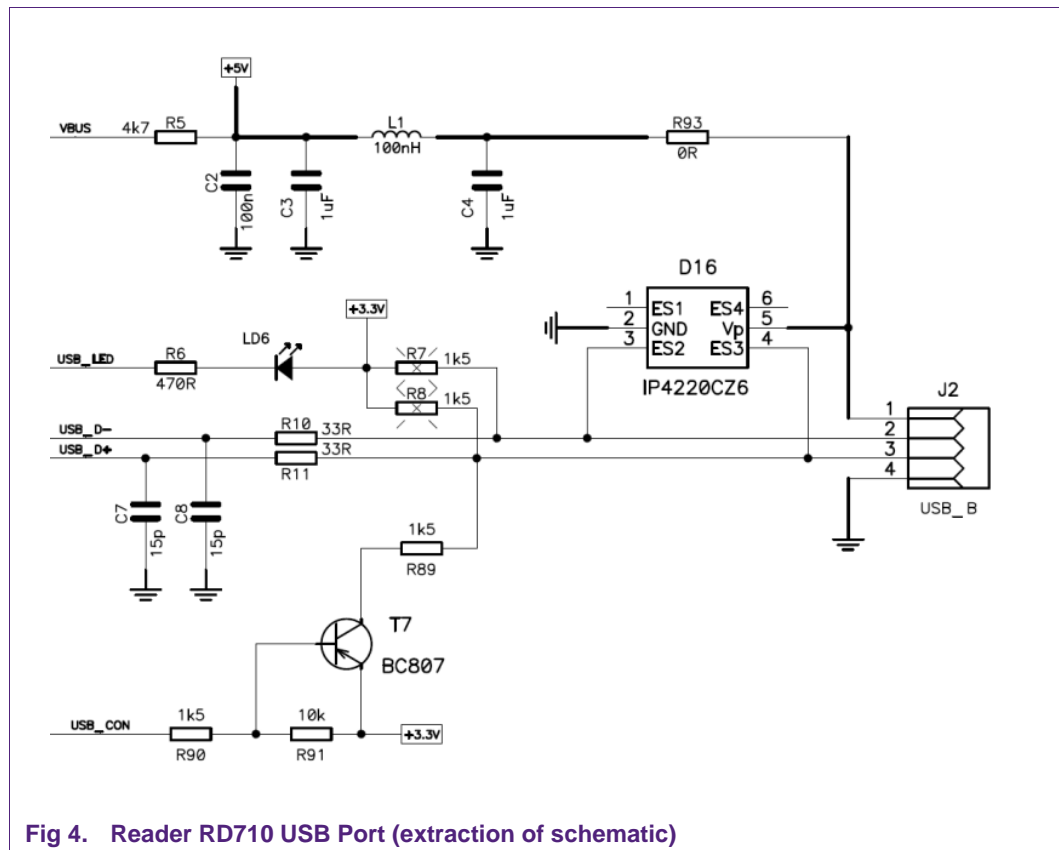 +5V
VBUS 4k7 R5 L1 R93
100nH 0R
C2 100n C3 1uF C4 1uF
D16
1 ES1 ES4 6
2 GND Vp 5
3 ES2 ES3 4
IP4220CZ6
+3.3V
LD6
USB_LED R6 R7 1k5
470R
R8 1k5
J2
1
USB_D- R10 33R 2
USB_D+ R11 33R 3
4
USB_B
C7 15p C8 15p
1k5
R89
T7
BC807
USB_CON 1k5 10k +3.3V
R90 R91
Fig 4. Reader RD710 USB Port (extraction of schematic)